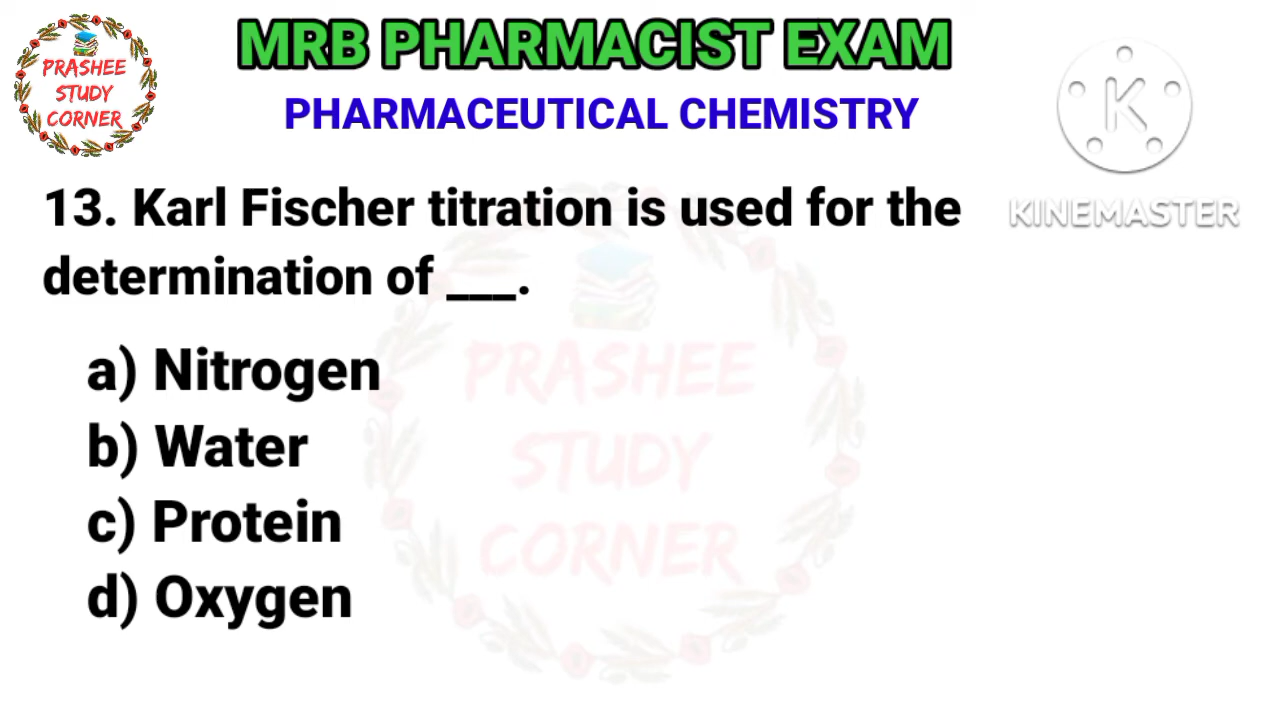 PRASHEE
STUDY
CORNER
MRB PHARMACIST EXAM
PHARMACEUTICAL CHEMISTRY
K
KINEMASTER
13. Karl Fischer titration is used for the
determination of ___.
a) Nitrogen
b) Water
c) Protein
d) Oxygen
PRASHEE
STUDY
CORNER